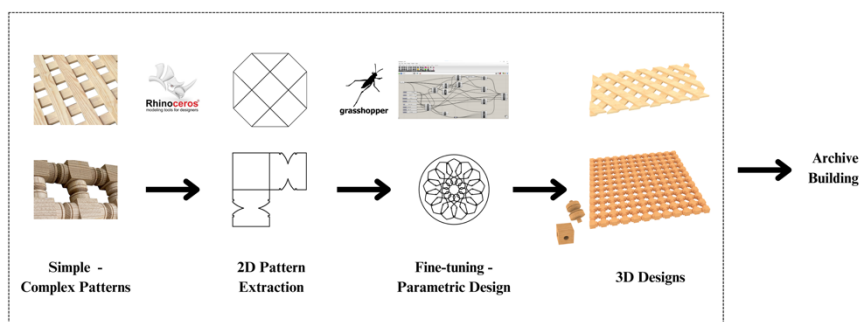 Rhinoceros
modeling tools for designers
grasshopper
Simple -
Complex Patterns
2D Pattern
Extraction
Fine-tuning -
Parametric Design
3D Designs
Archive
Building